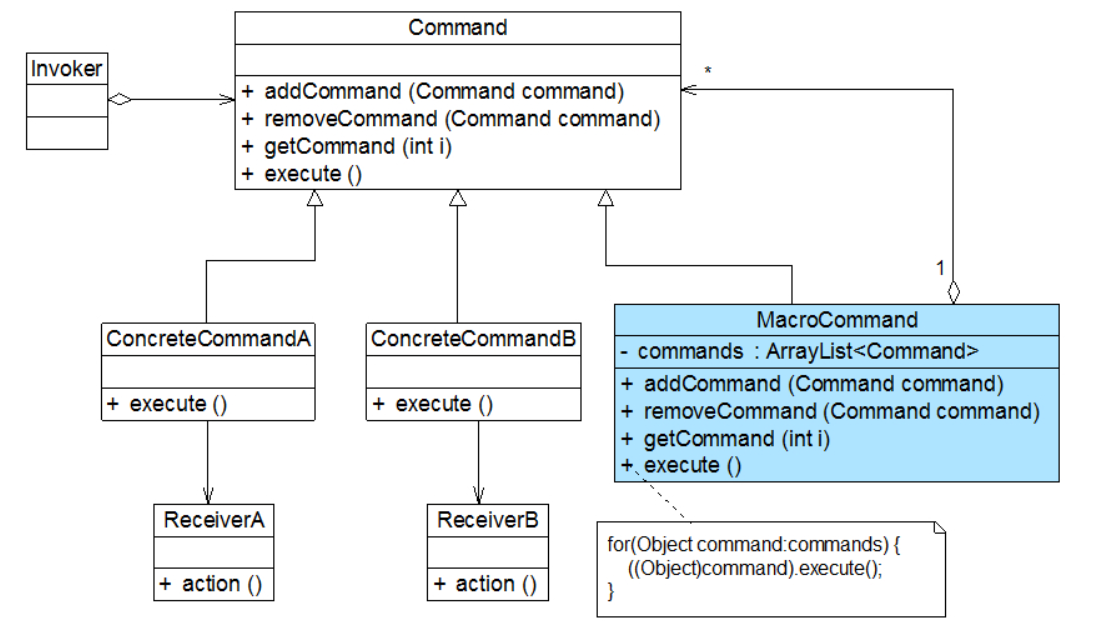 Command
Invoker
+ addCommand (Command command)
+ removeCommand (Command command)
+ getCommand (int i)
+ execute ()
*
1
ConcreteCommandA
+ execute ()
ConcreteCommandB
+ execute ()
MacroCommand
- commands : ArrayList<Command>
+ addCommand (Command command)
+ removeCommand (Command command)
+ getCommand (int i)
+ execute ()
ReceiverA
+ action ()
ReceiverB
+ action ()
for(Object command:commands) {
((Object)command).execute();
}